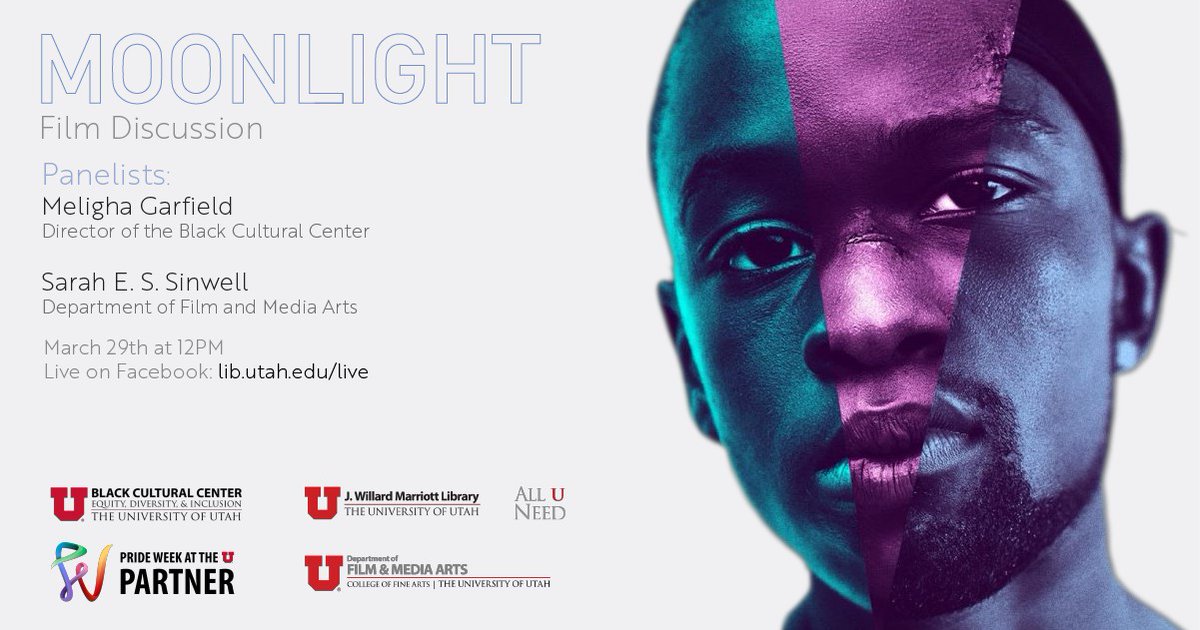 MOONLIGHT
Film Discussion
Panelists:
Meligha Garfield
Director of the Black Cultural Center
Sarah E. S. Sinwell
Department of Film and Media Arts
March 29th at 12PM
Live on Facebook: lib.utah.edu/live
U BLACK CULTURAL CENTER
EQUITY, DIVERSITY, & INCLUSION
THE UNIVERSITY OF UTAH
U J. Willard Marriott Library
THE UNIVERSITY OF UTAH
ALL U
NEED
PW PRIDE WEEK AT THE U
PARTNER
U Department of
FILM & MEDIA ARTS
COLLEGE OF FINE ARTS | THE UNIVERSITY OF UTAH